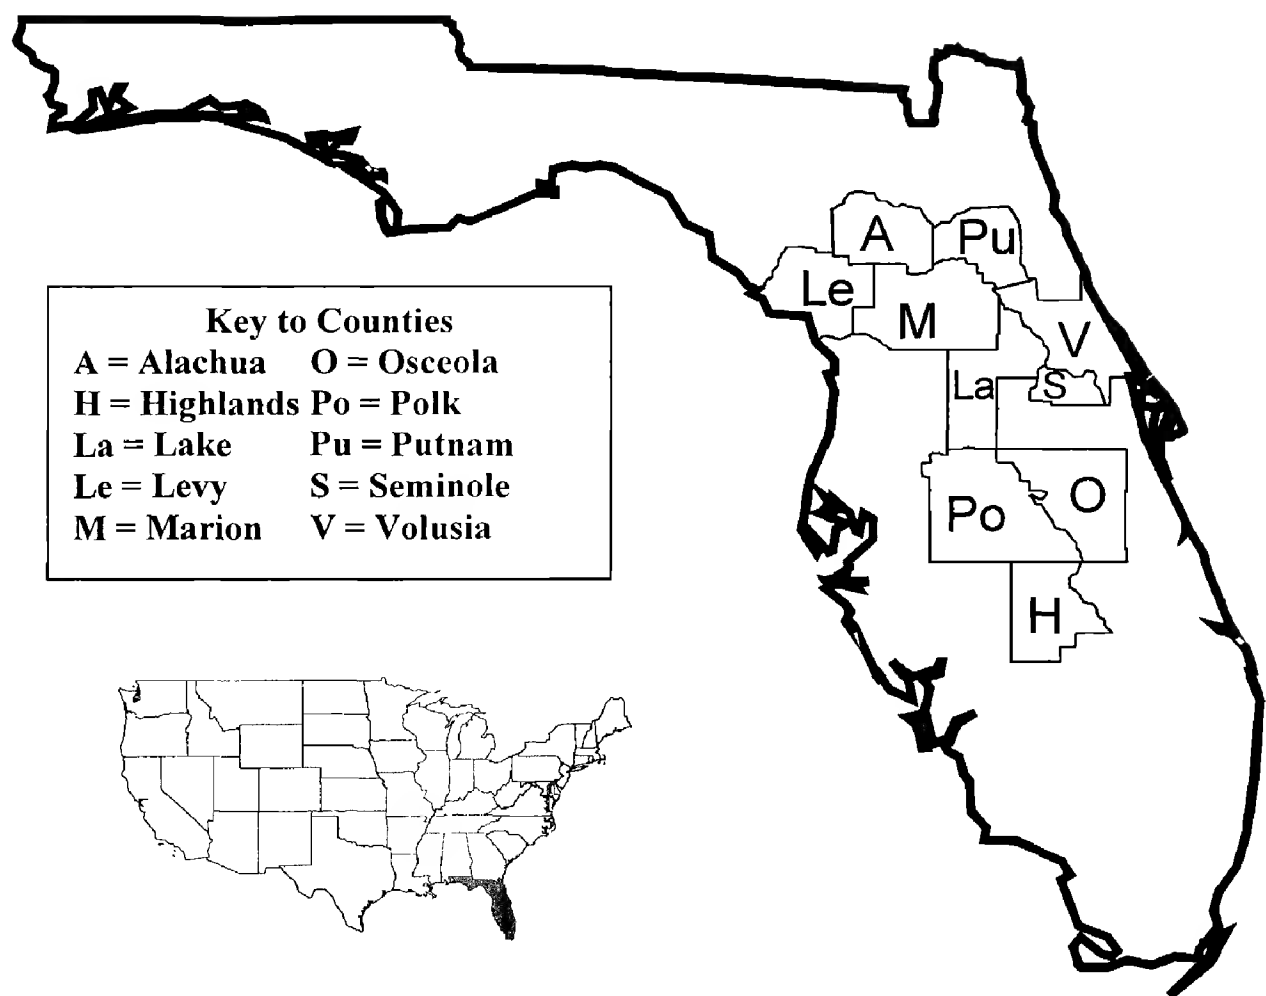 A
Pu
Le
M
V
La
S
Po
O
H
Key to Counties
A = Alachua O = Osceola
H = Highlands Po = Polk
La = Lake Pu = Putnam
Le = Levy S = Seminole
M = Marion V = Volusia